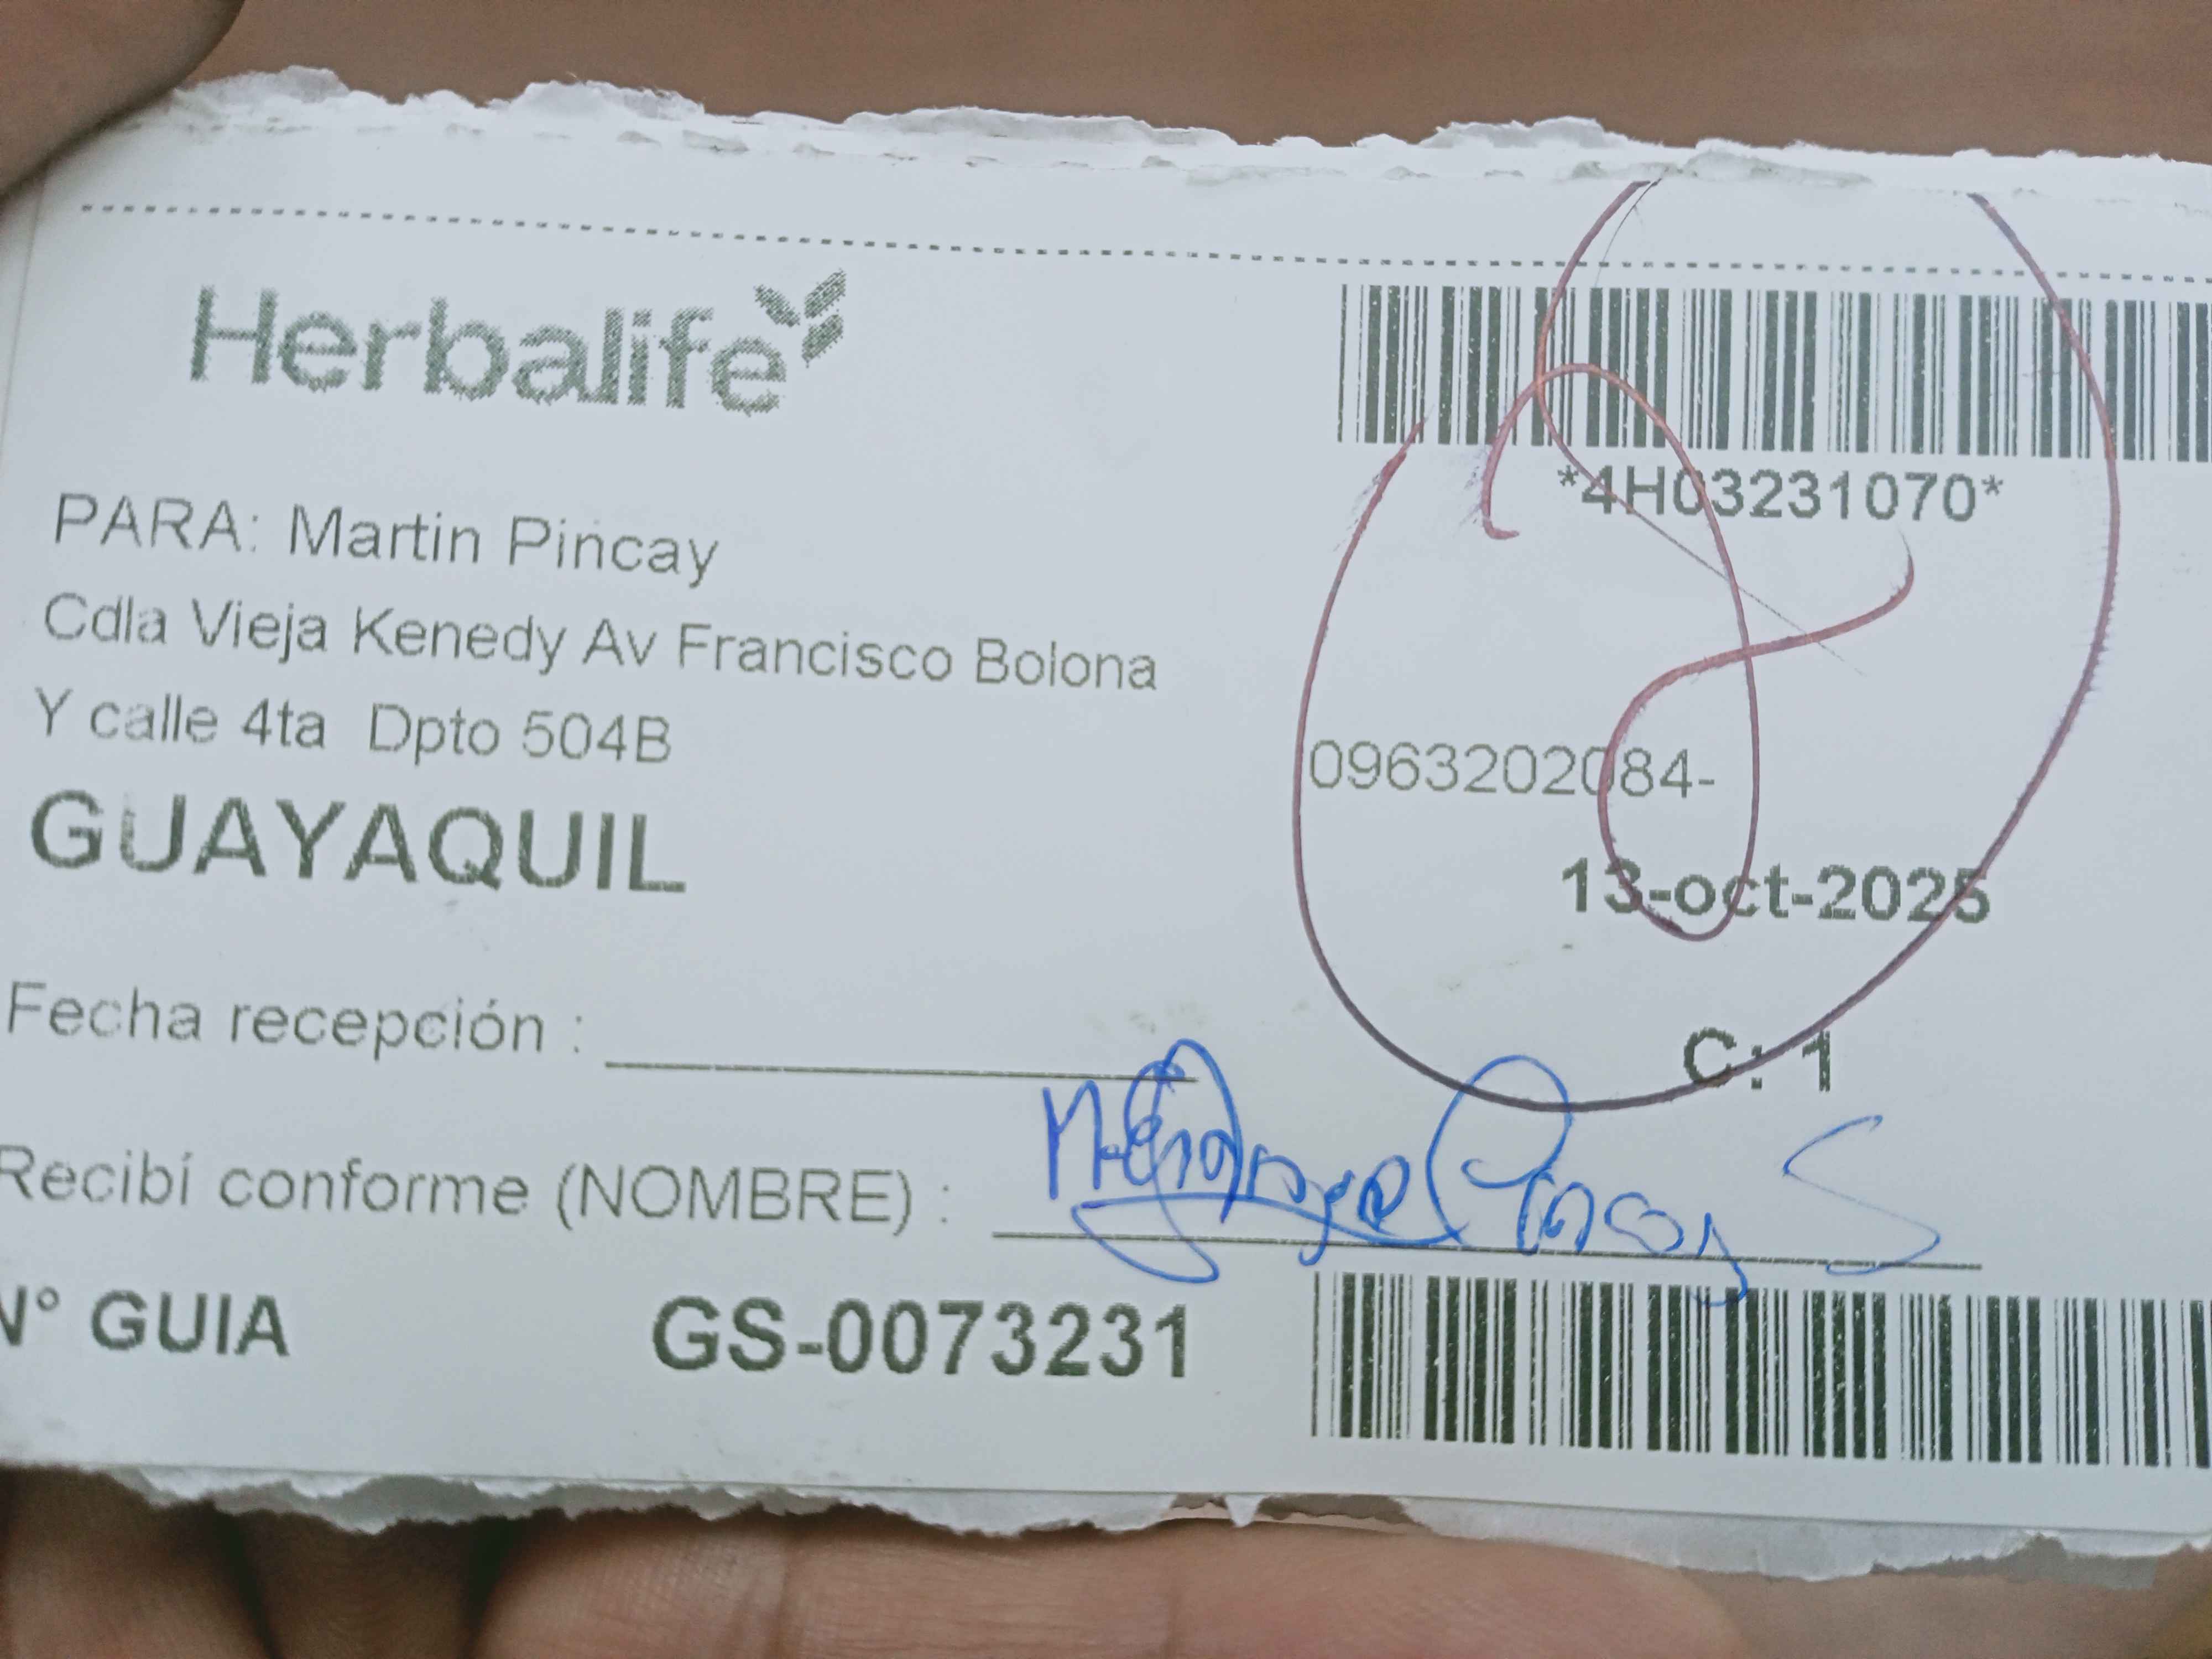 Herbalife
*4H03231070*
PARA: Martin Pincay
Cdla Vieja Kenedy Av Francisco Bolona
Y calle 4ta Dpto 504B
0963202084-
GUAYAQUIL
13-oct-2025
Fecha recepción :
C: 1
Recibí conforme (NOMBRE) :
N° GUIA GS-0073231